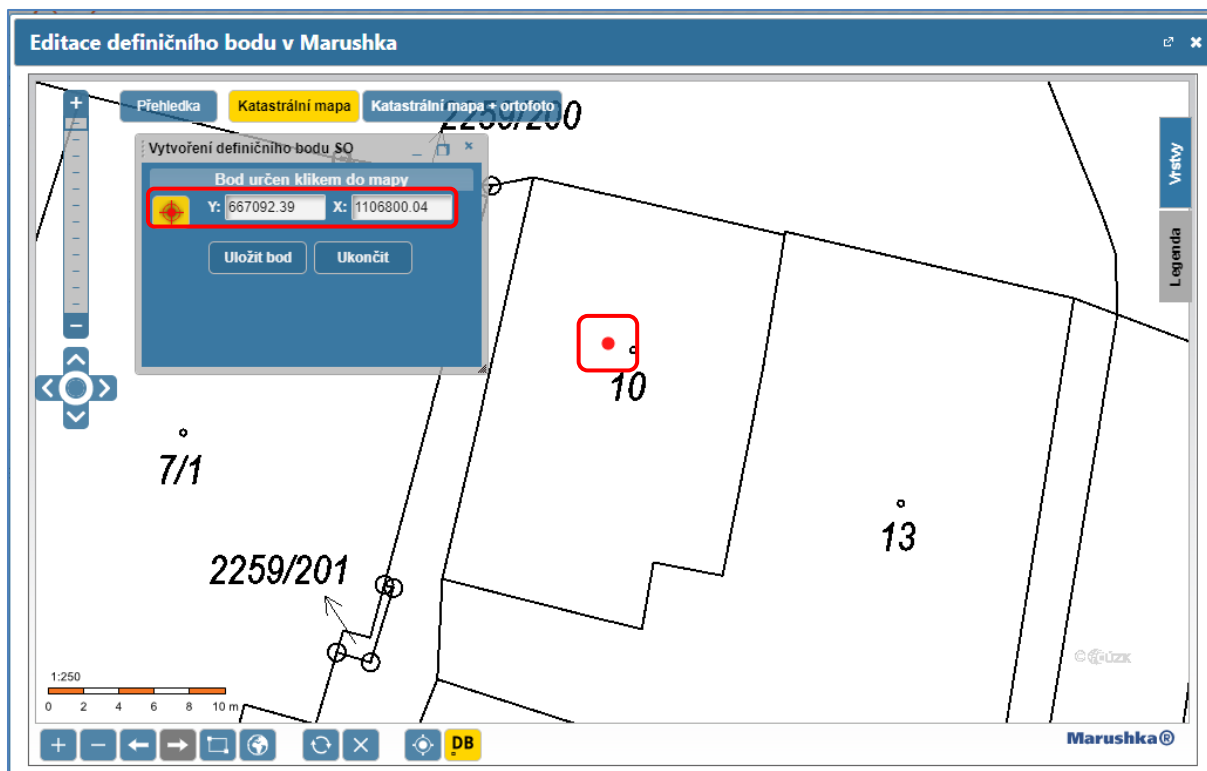 Editace definičního bodu v Marushka
Přehledka
Katastrální mapa
Katastrální mapa + ortofoto
2259/200
Vytvoření definičního bodu SO
Bod určen klikem do mapy
Y: 667092.39 X: 1106800.04
Uložit bod
Ukončit
Vrstvy
Legenda
10
7/1
13
2259/201
© ČÚZK
1:250
0 2 4 6 8 10 m
DB
Marushka®